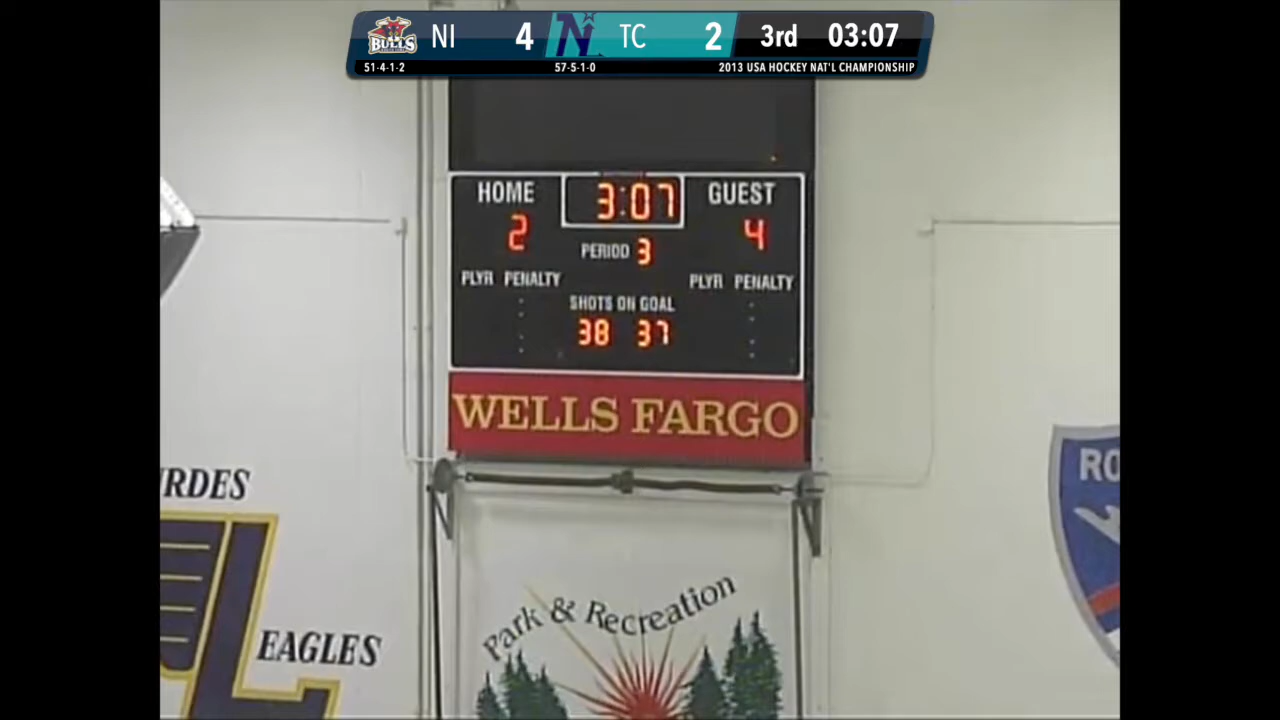 BULLS NI 4 N TC 2 3rd 03:07
51-4-1-2 57-5-1-0 2013 USA HOCKEY NAT'L CHAMPIONSHIP
HOME 3:07 GUEST
2 PERIOD 3 4
PLYR PENALTY PLYR PENALTY
SHOTS ON GOAL
38 37
WELLS FARGO
RO
RDES
L
EAGLES
Park & Recreation